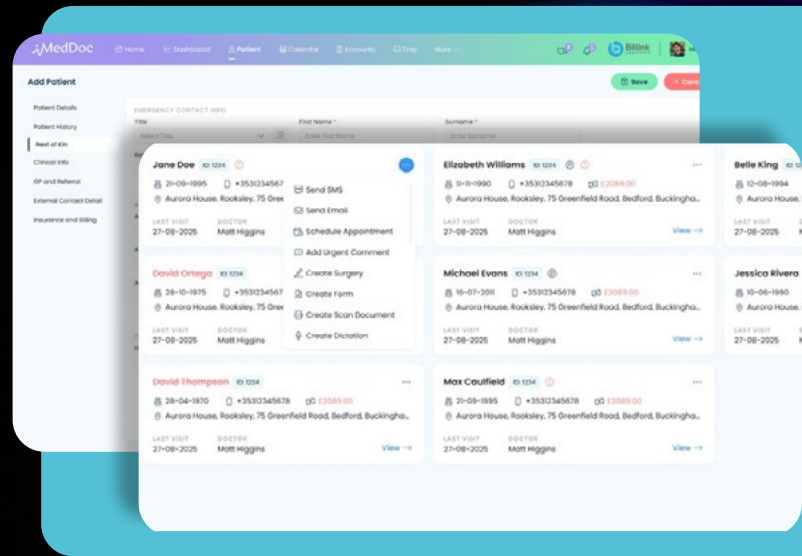 MedDoc
Home
Dashboard
Patient
Calendar
Accounts
Tray
More
Billink
Add Patient
Save
Patient Details
Patient History
Next of Kin
Clinical Info
GP and Referral
External Contact Detail
Insurance and Billing
EMERGENCY CONTACT INFO
Title
First Name *
Surname *
Select Title
Enter First Name
Enter Surname
Jane Doe ID: 1234
21-09-1995
Aurora House, Rooksley, 75
LAST VISIT DOCTOR
27-08-2025 Matt Higgins
Send SMS
Send Email
Schedule Appointment
Add Urgent Comment
Create Surgery
Create Form
Create Scan Document
Create Dictation
Elizabeth Williams ID: 1234
11-11-1990 +35312345678 £2089.00
Aurora House, Rooksley, 75 Greenfield Road, Bedford, Buckingha...
LAST VISIT DOCTOR
27-08-2025 Matt Higgins View →
Belle King
12-08-1994
Aurora House,
LAST VISIT
27-08-2025
David Ortega ID: 1234
28-10-1975
Aurora House, Rooksley, 75
LAST VISIT DOCTOR
27-08-2025 Matt Higgins
Michael Evans ID: 1234
16-07-2011 +35312345678 £2089.00
Aurora House, Rooksley, 75 Greenfield Road, Bedford, Buckingha...
LAST VISIT DOCTOR
27-08-2025 Matt Higgins View →
Jessica Rivera
10-06-1990
Aurora House,
LAST VISIT
27-08-2025
David Thompson ID: 1234
28-04-1970 +35312345678 £2089.00
Aurora House, Rooksley, 75 Greenfield Road, Bedford, Buckingha...
LAST VISIT DOCTOR
27-08-2025 Matt Higgins View →
Max Caulfield ID: 1234
21-09-1995 +35312345678 £2089.00
Aurora House, Rooksley, 75 Greenfield Road, Bedford, Buckingha...
LAST VISIT DOCTOR
27-08-2025 Matt Higgins View →